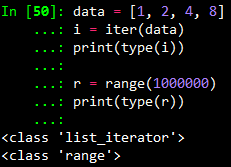 In [50]: data = [1, 2, 4, 8]
    ...: i = iter(data)
    ...: print(type(i))
    ...:
    ...: r = range(1000000)
    ...: print(type(r))
    ...:
<class 'list_iterator'>
<class 'range'>